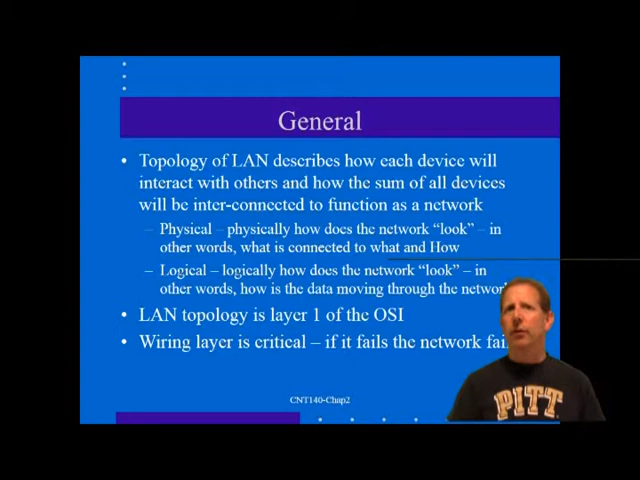 General
• Topology of LAN describes how each device will
interact with others and how the sum of all devices
will be inter-connected to function as a network
– Physical – physically how does the network “look” – in
other words, what is connected to what and How
– Logical – logically how does the network “look” – in
other words, how is the data moving through the networ
• LAN topology is layer 1 of the OSI
• Wiring layer is critical – if it fails the network fai
PITT
CNT140-Chap2